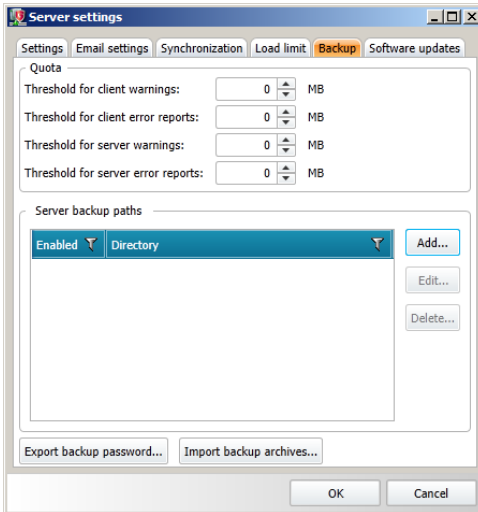 Server settings
Settings Email settings Synchronization Load limit Backup Software updates
Quota
Threshold for client warnings: 0 MB
Threshold for client error reports: 0 MB
Threshold for server warnings: 0 MB
Threshold for server error reports: 0 MB
Server backup paths
Enabled Directory Add...
Edit...
Delete...
Export backup password... Import backup archives...
OK Cancel